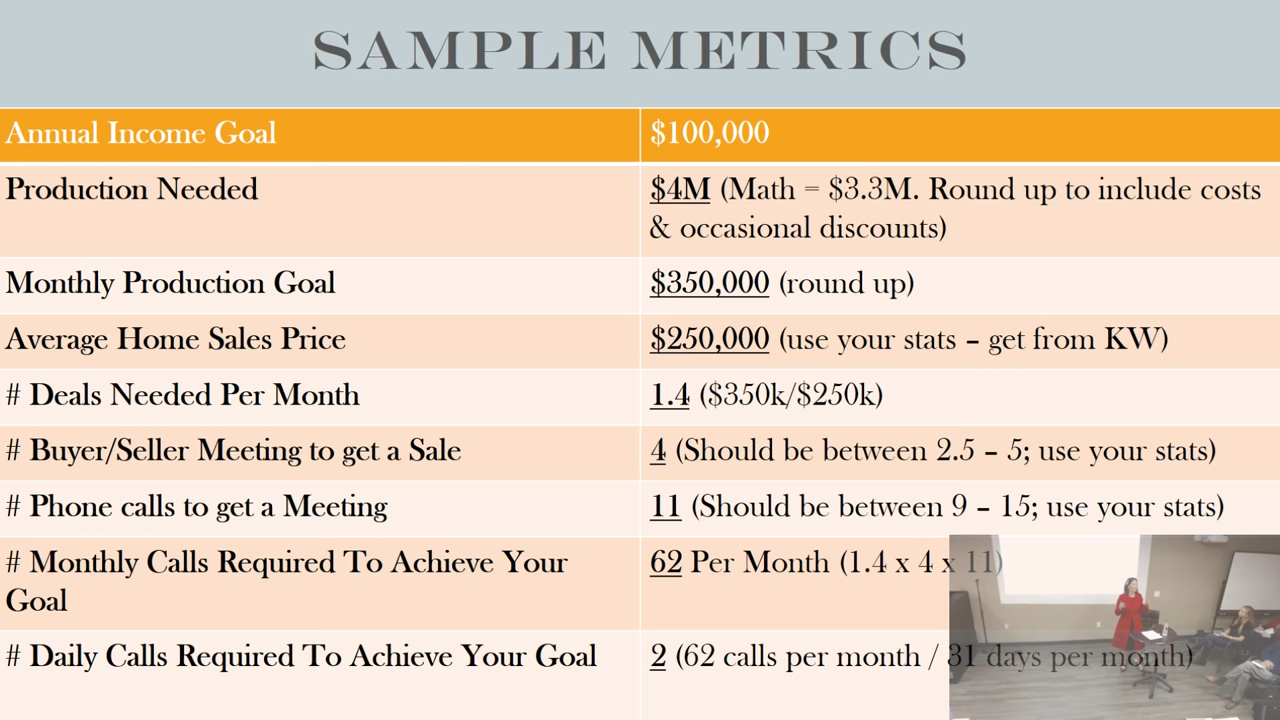 SAMPLE METRICS
Annual Income Goal
$100,000
Production Needed
$4M (Math = $3.3M. Round up to include costs
& occasional discounts)
Monthly Production Goal
$350,000 (round up)
Average Home Sales Price
$250,000 (use your stats – get from KW)
# Deals Needed Per Month
1.4 ($350k/$250k)
# Buyer/Seller Meeting to get a Sale
4 (Should be between 2.5 – 5; use your stats)
# Phone calls to get a Meeting
11 (Should be between 9 – 15; use your stats)
# Monthly Calls Required To Achieve Your
Goal
62 Per Month (1.4 x 4 x 11)
# Daily Calls Required To Achieve Your Goal
2 (62 calls per month / 31 days per month)